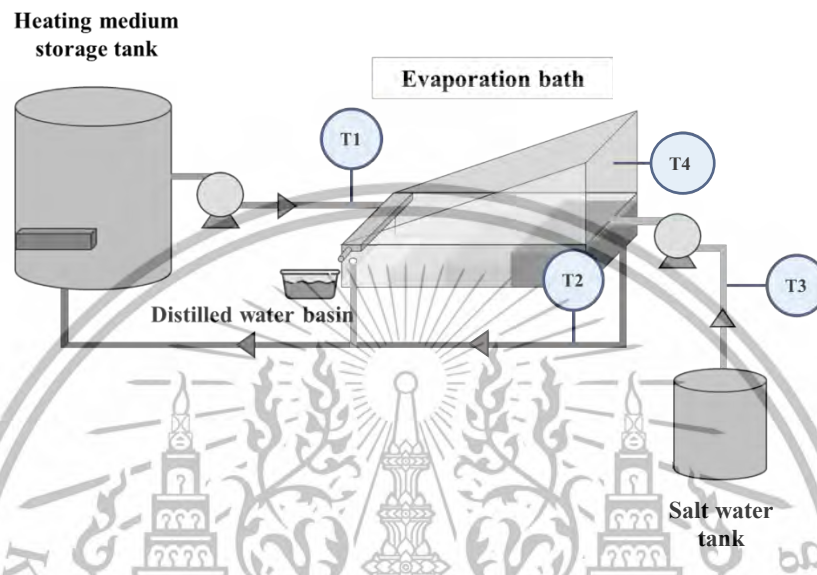 Heating medium
storage tank
Evaporation bath
T1
T4
T2
T3
Distilled water basin
Salt water
tank